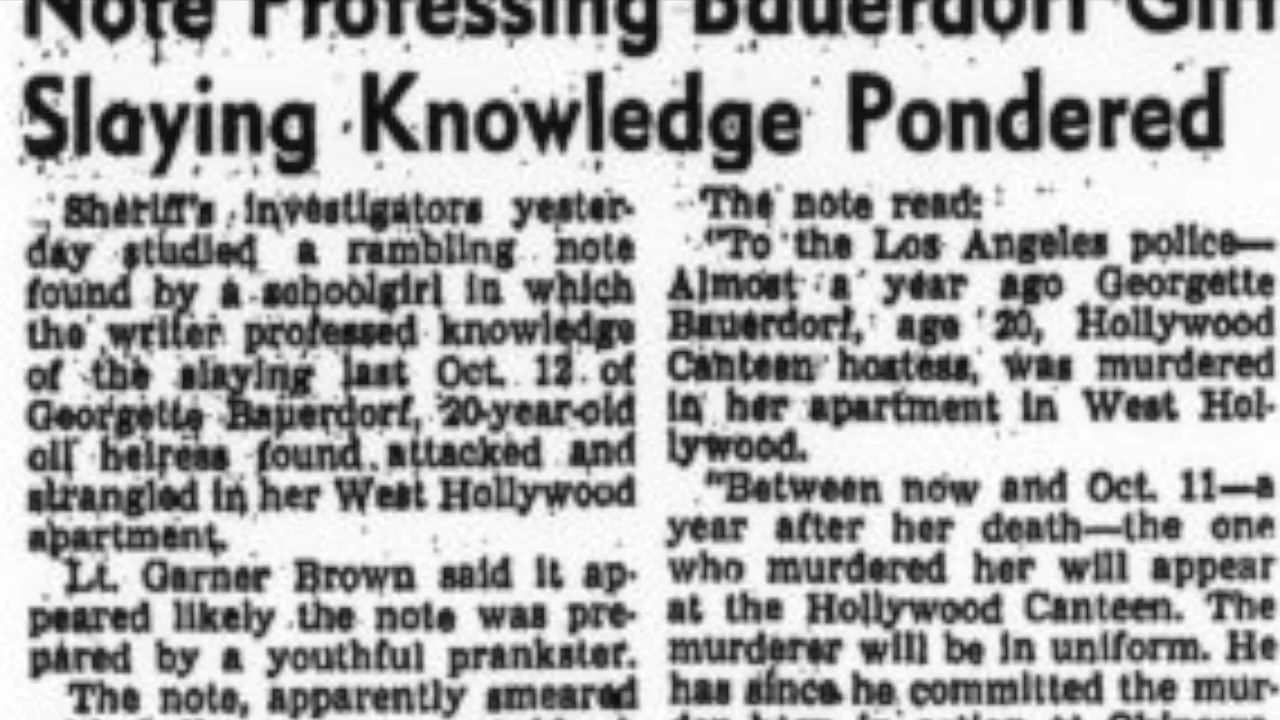 Note Professing Bauerdorf Girl
Slaying Knowledge Pondered
Sheriff's investigators yester-
day studied a rambling note
found by a schoolgirl in which
the writer professed knowledge
of the slaying last Oct. 12 of
Georgette Bauerdorf, 20-year-old
oil heiress found attacked and
strangled in her West Hollywood
apartment.
Lt. Garner Brown said it ap-
peared likely the note was pre-
pared by a youthful prankster.
The note, apparently smeared
The note read:
"To the Los Angeles police—
Almost a year ago Georgette
Bauerdorf, age 20, Hollywood
Canteen hostess, was murdered
in her apartment in West Hol-
lywood.
"Between now and Oct. 11—a
year after her death—the one
who murdered her will appear
at the Hollywood Canteen. The
murderer will be in uniform. He
has since he committed the mur-